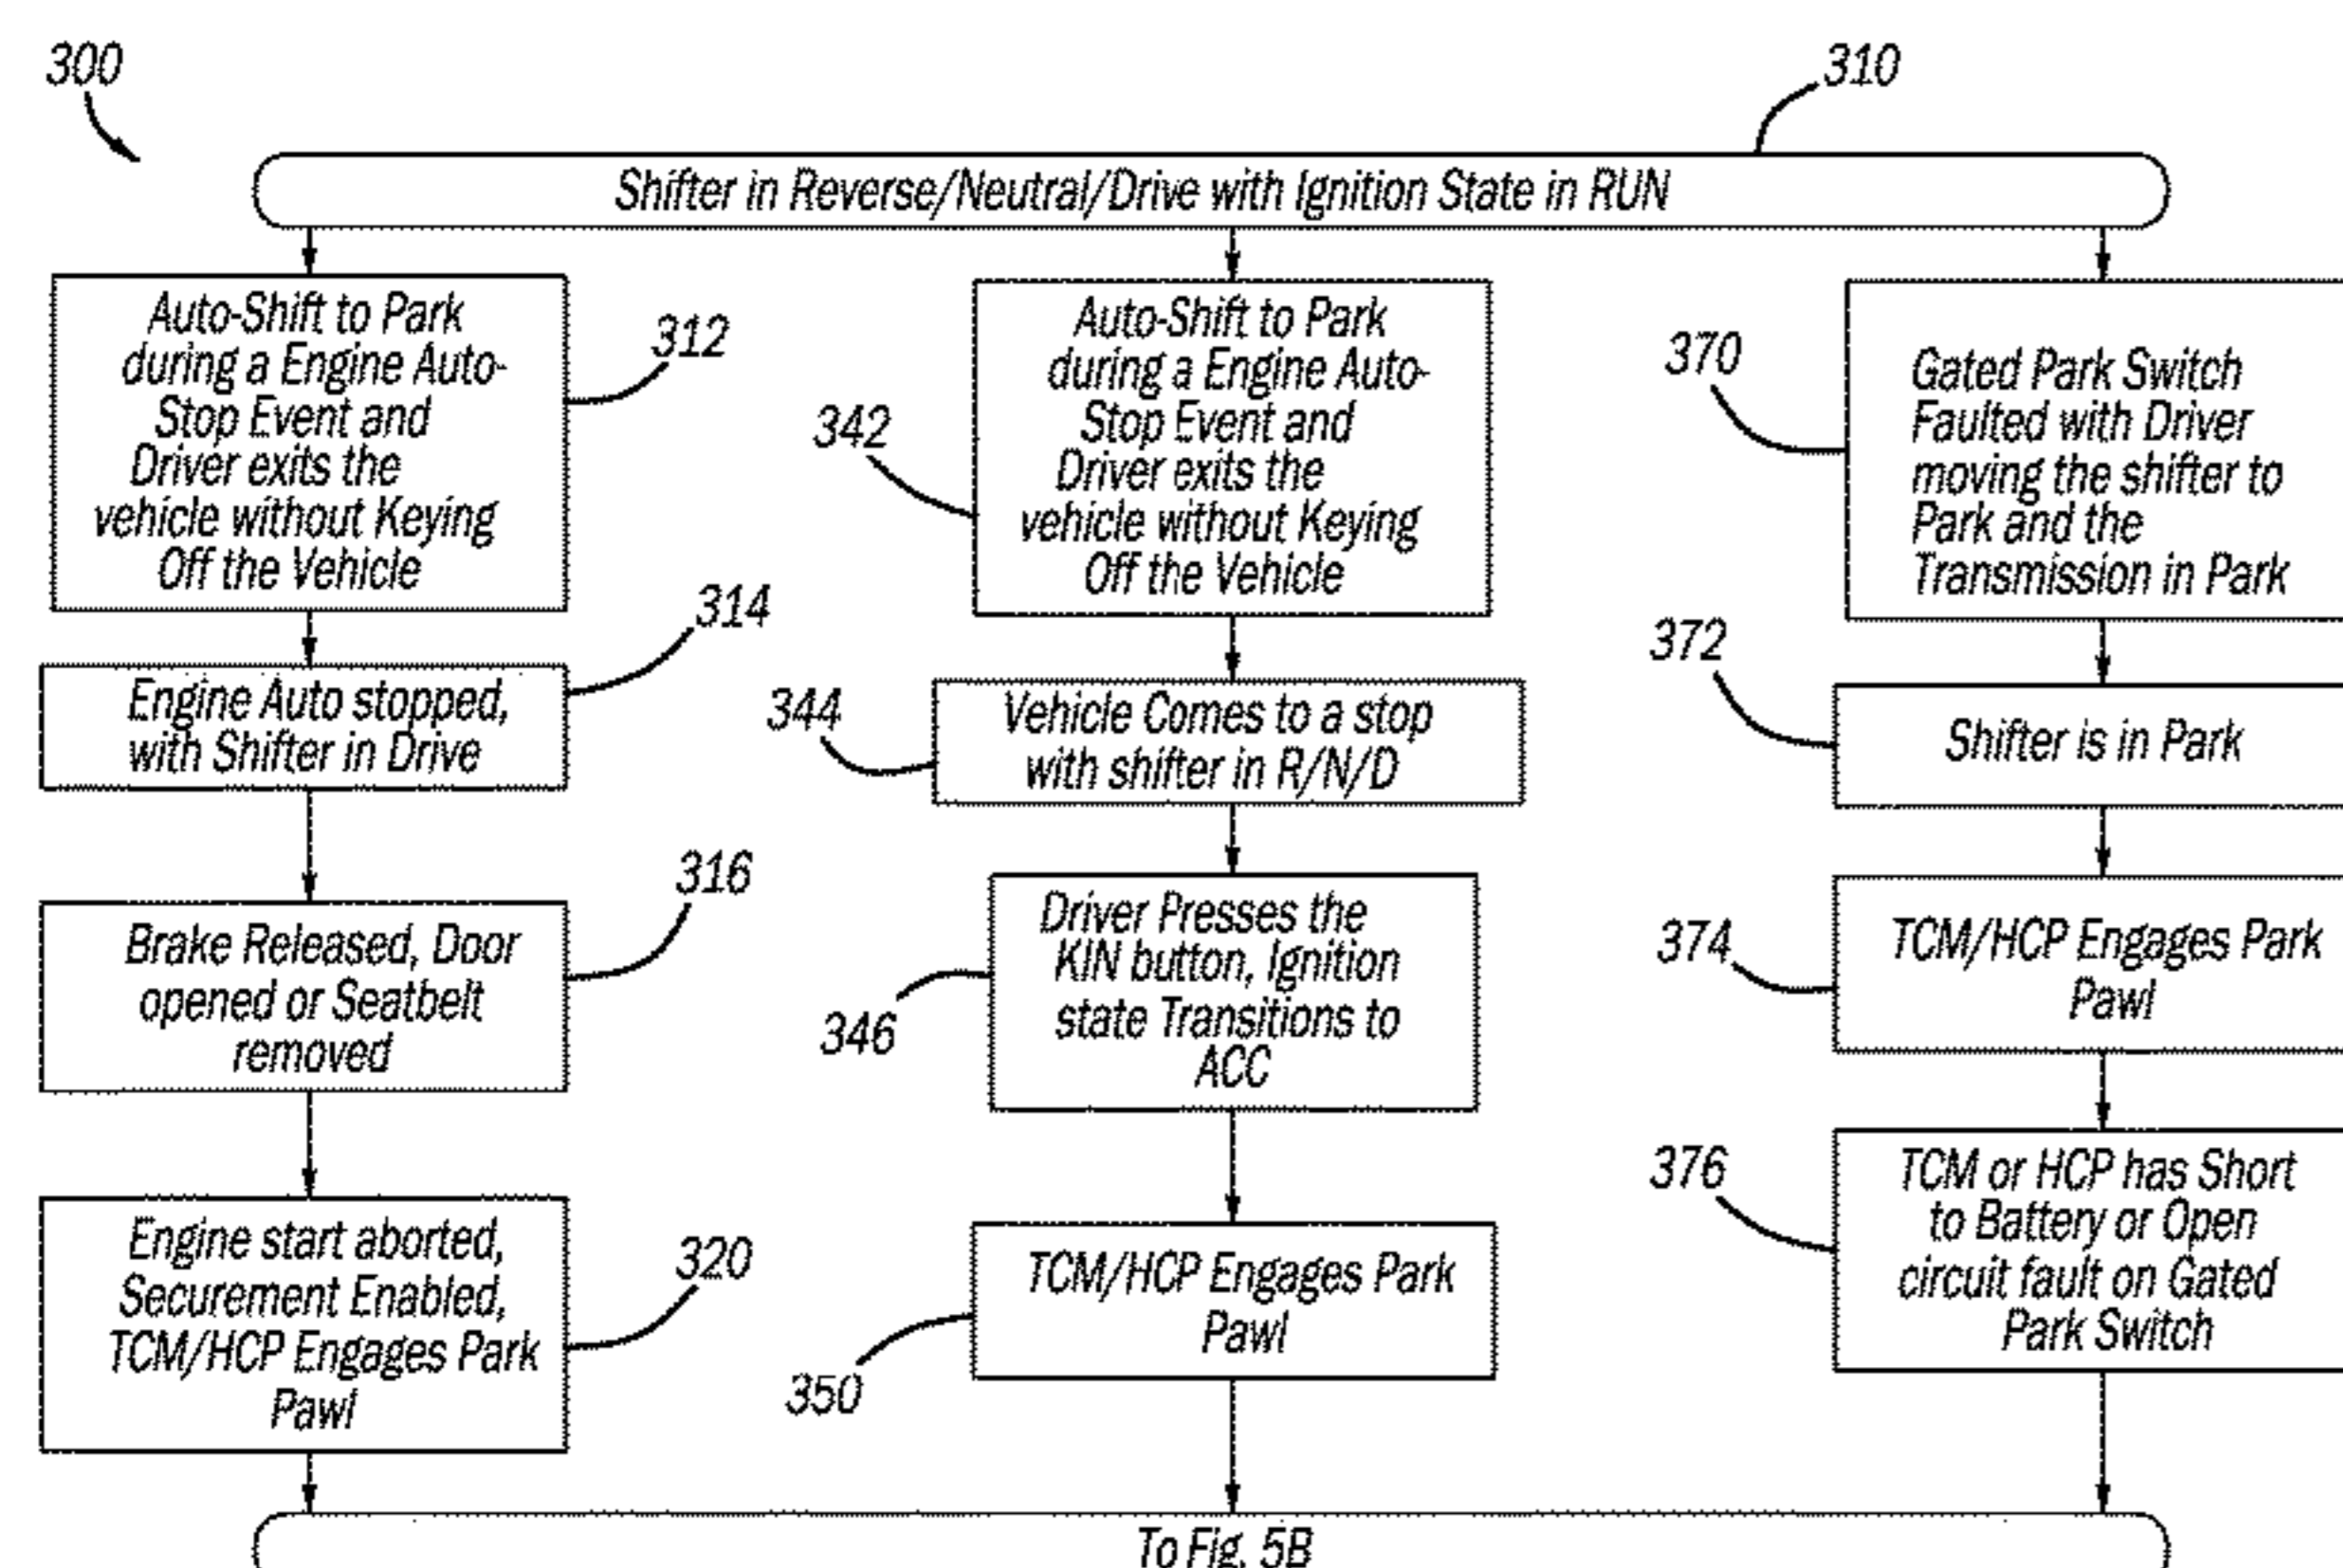 300
310
Shifter in Reverse/Neutral/Drive with Ignition State in RUN
Auto-Shift to Park
during a Engine Auto-
Stop Event and
Driver exits the
vehicle without Keying
Off the Vehicle
312
Engine Auto stopped,
with Shifter in Drive
314
Brake Released, Door
opened or Seatbelt
removed
316
Engine start aborted,
Securement Enabled,
TCM/HCP Engages Park
Pawl
320
Auto-Shift to Park
during a Engine Auto-
Stop Event and
Driver exits the
vehicle without Keying
Off the Vehicle
342
Vehicle Comes to a stop
with shifter in R/N/D
344
Driver Presses the
KIN button, Ignition
state Transitions to
ACC
346
TCM/HCP Engages Park
Pawl
350
Gated Park Switch
Faulted with Driver
moving the shifter to
Park and the
Transmission in Park
370
Shifter is in Park
372
TCM/HCP Engages Park
Pawl
374
TCM or HCP has Short
to Battery or Open
circuit fault on Gated
Park Switch
376
To Fig. 5B